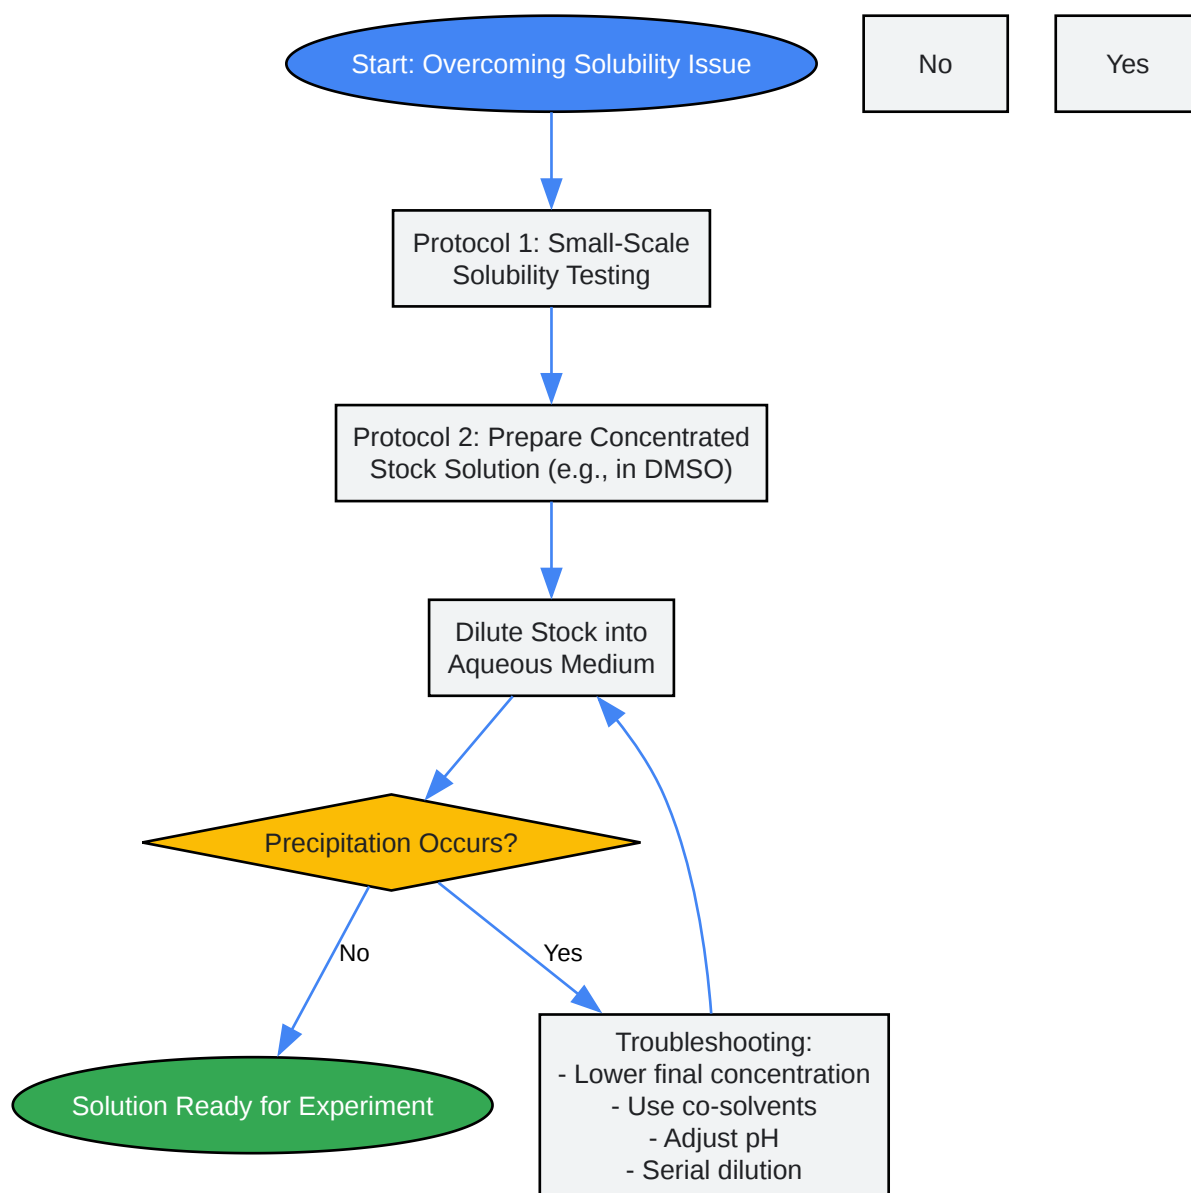 Start: Overcoming Solubility Issue
No
Yes
Protocol 1: Small-Scale
Solubility Testing
Protocol 2: Prepare Concentrated
Stock Solution (e.g., in DMSO)
Dilute Stock into
Aqueous Medium
Precipitation Occurs?
No
Yes
Solution Ready for Experiment
Troubleshooting:
- Lower final concentration
- Use co-solvents
- Adjust pH
- Serial dilution